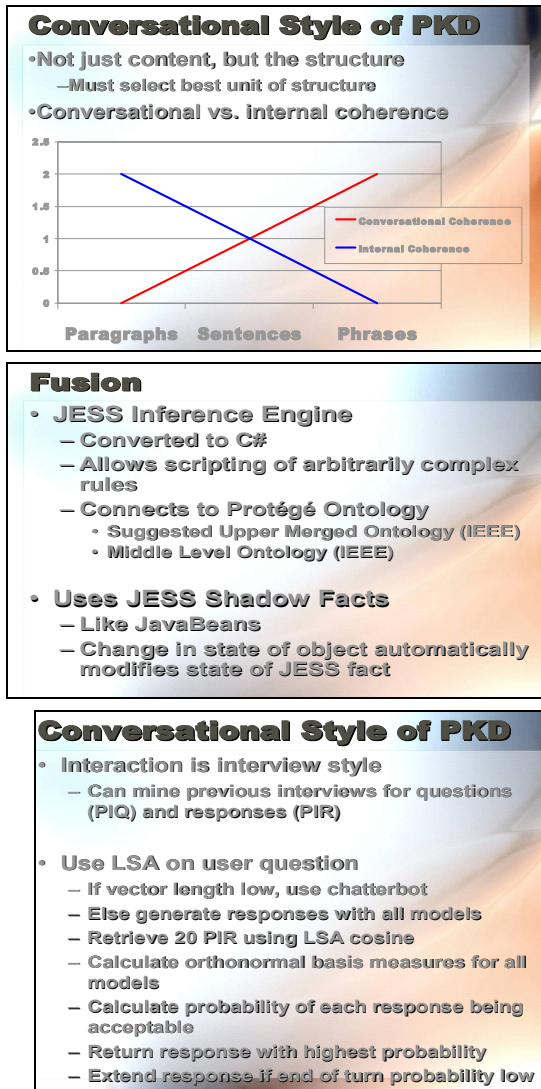 Conversational Style of PKD
•Not just content, but the structure
–Must select best unit of structure
•Conversational vs. internal coherence
2.5
2
1.5
1
0.5
0
Conversational Coherence
Internal Coherence
Paragraphs Sentences Phrases
Fusion
• JESS Inference Engine
– Converted to C#
– Allows scripting of arbitrarily complex
rules
– Connects to Protégé Ontology
• Suggested Upper Merged Ontology (IEEE)
• Middle Level Ontology (IEEE)
• Uses JESS Shadow Facts
– Like JavaBeans
– Change in state of object automatically
modifies state of JESS fact
Conversational Style of PKD
• Interaction is interview style
– Can mine previous interviews for questions
(PIQ) and responses (PIR)
• Use LSA on user question
– If vector length low, use chatterbot
– Else generate responses with all models
– Retrieve 20 PIR using LSA cosine
– Calculate orthonormal basis measures for all
models
– Calculate probability of each response being
acceptable
– Return response with highest probability
– Extend response if end of turn probability low